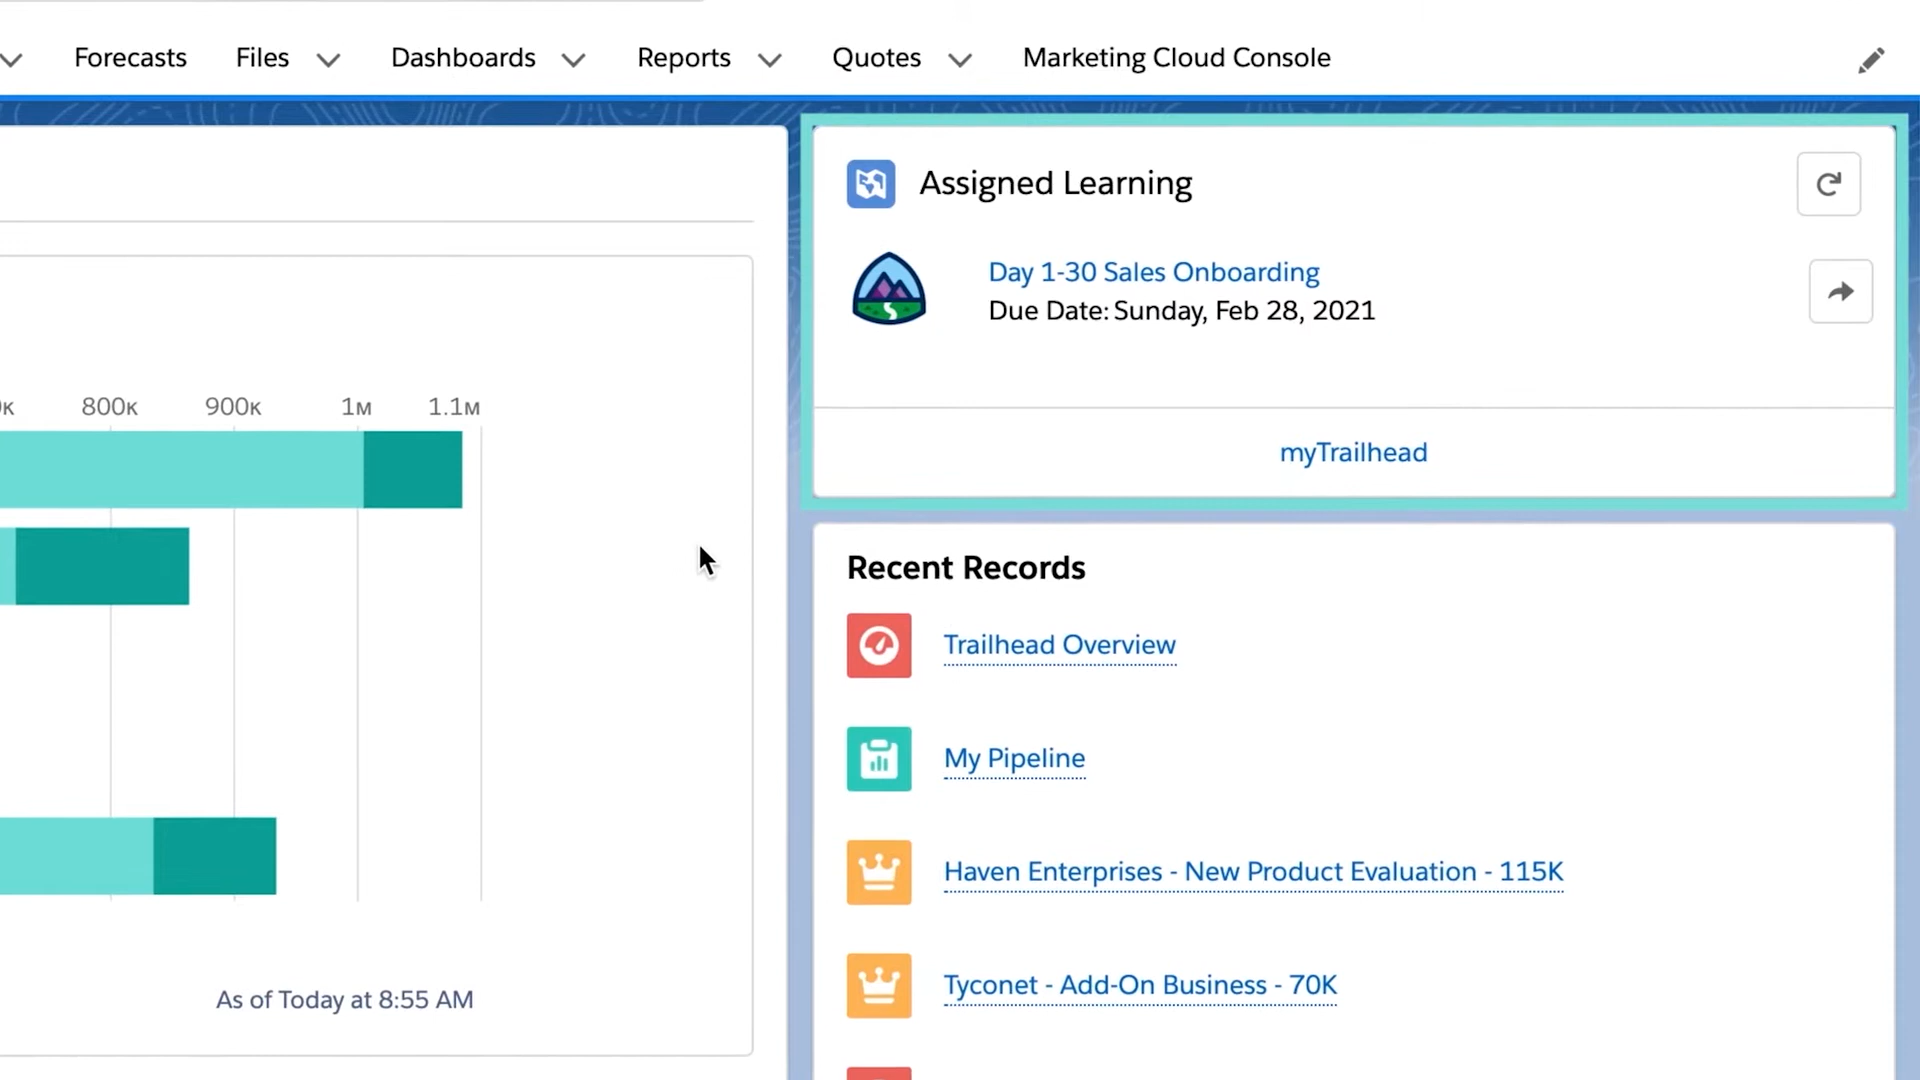 Forecasts Files Dashboards Reports Quotes Marketing Cloud Console
Assigned Learning
Day 1-30 Sales Onboarding
Due Date: Sunday, Feb 28, 2021
myTrailhead
800K 900K 1M 1.1M
As of Today at 8:55 AM
Recent Records
Trailhead Overview
My Pipeline
Haven Enterprises - New Product Evaluation - 115K
Tyconet - Add-On Business - 70K